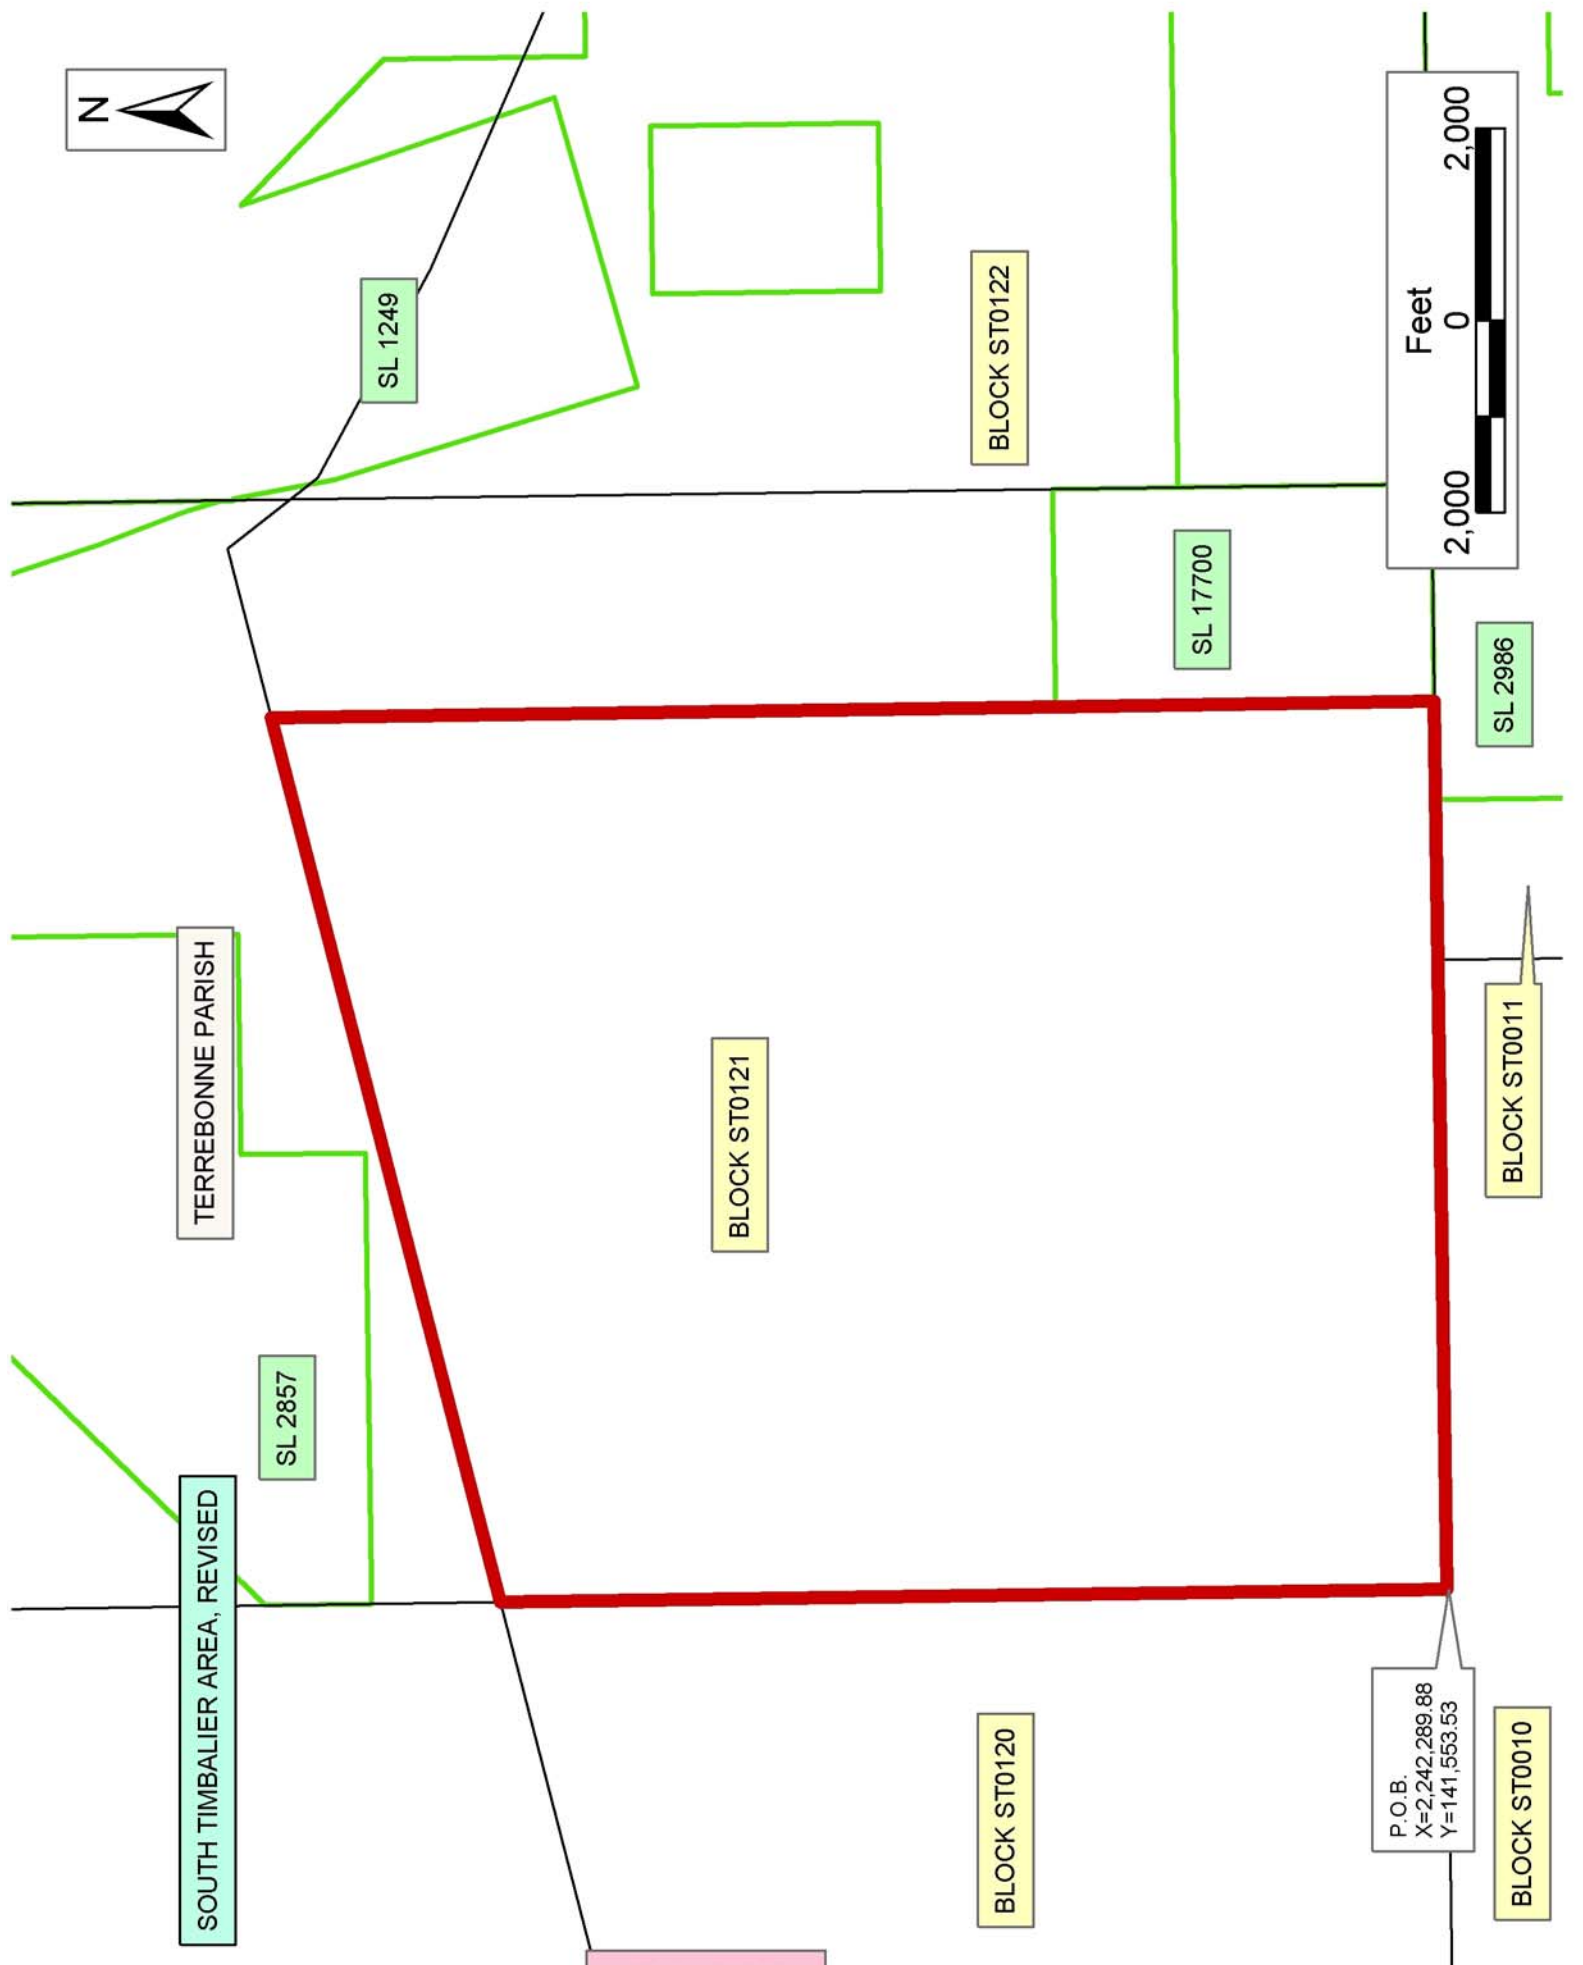 N
SL 1249
TERREBONNE PARISH
SOUTH TIMBALIER AREA, REVISED
SL 2857
BLOCK ST0121
BLOCK ST0122
BLOCK ST0120
SL 17700
Feet
2,000 0 2,000
P.O.B.
X=2,242,289.88
Y=141,553.53
BLOCK ST0010
BLOCK ST0011
SL 2986